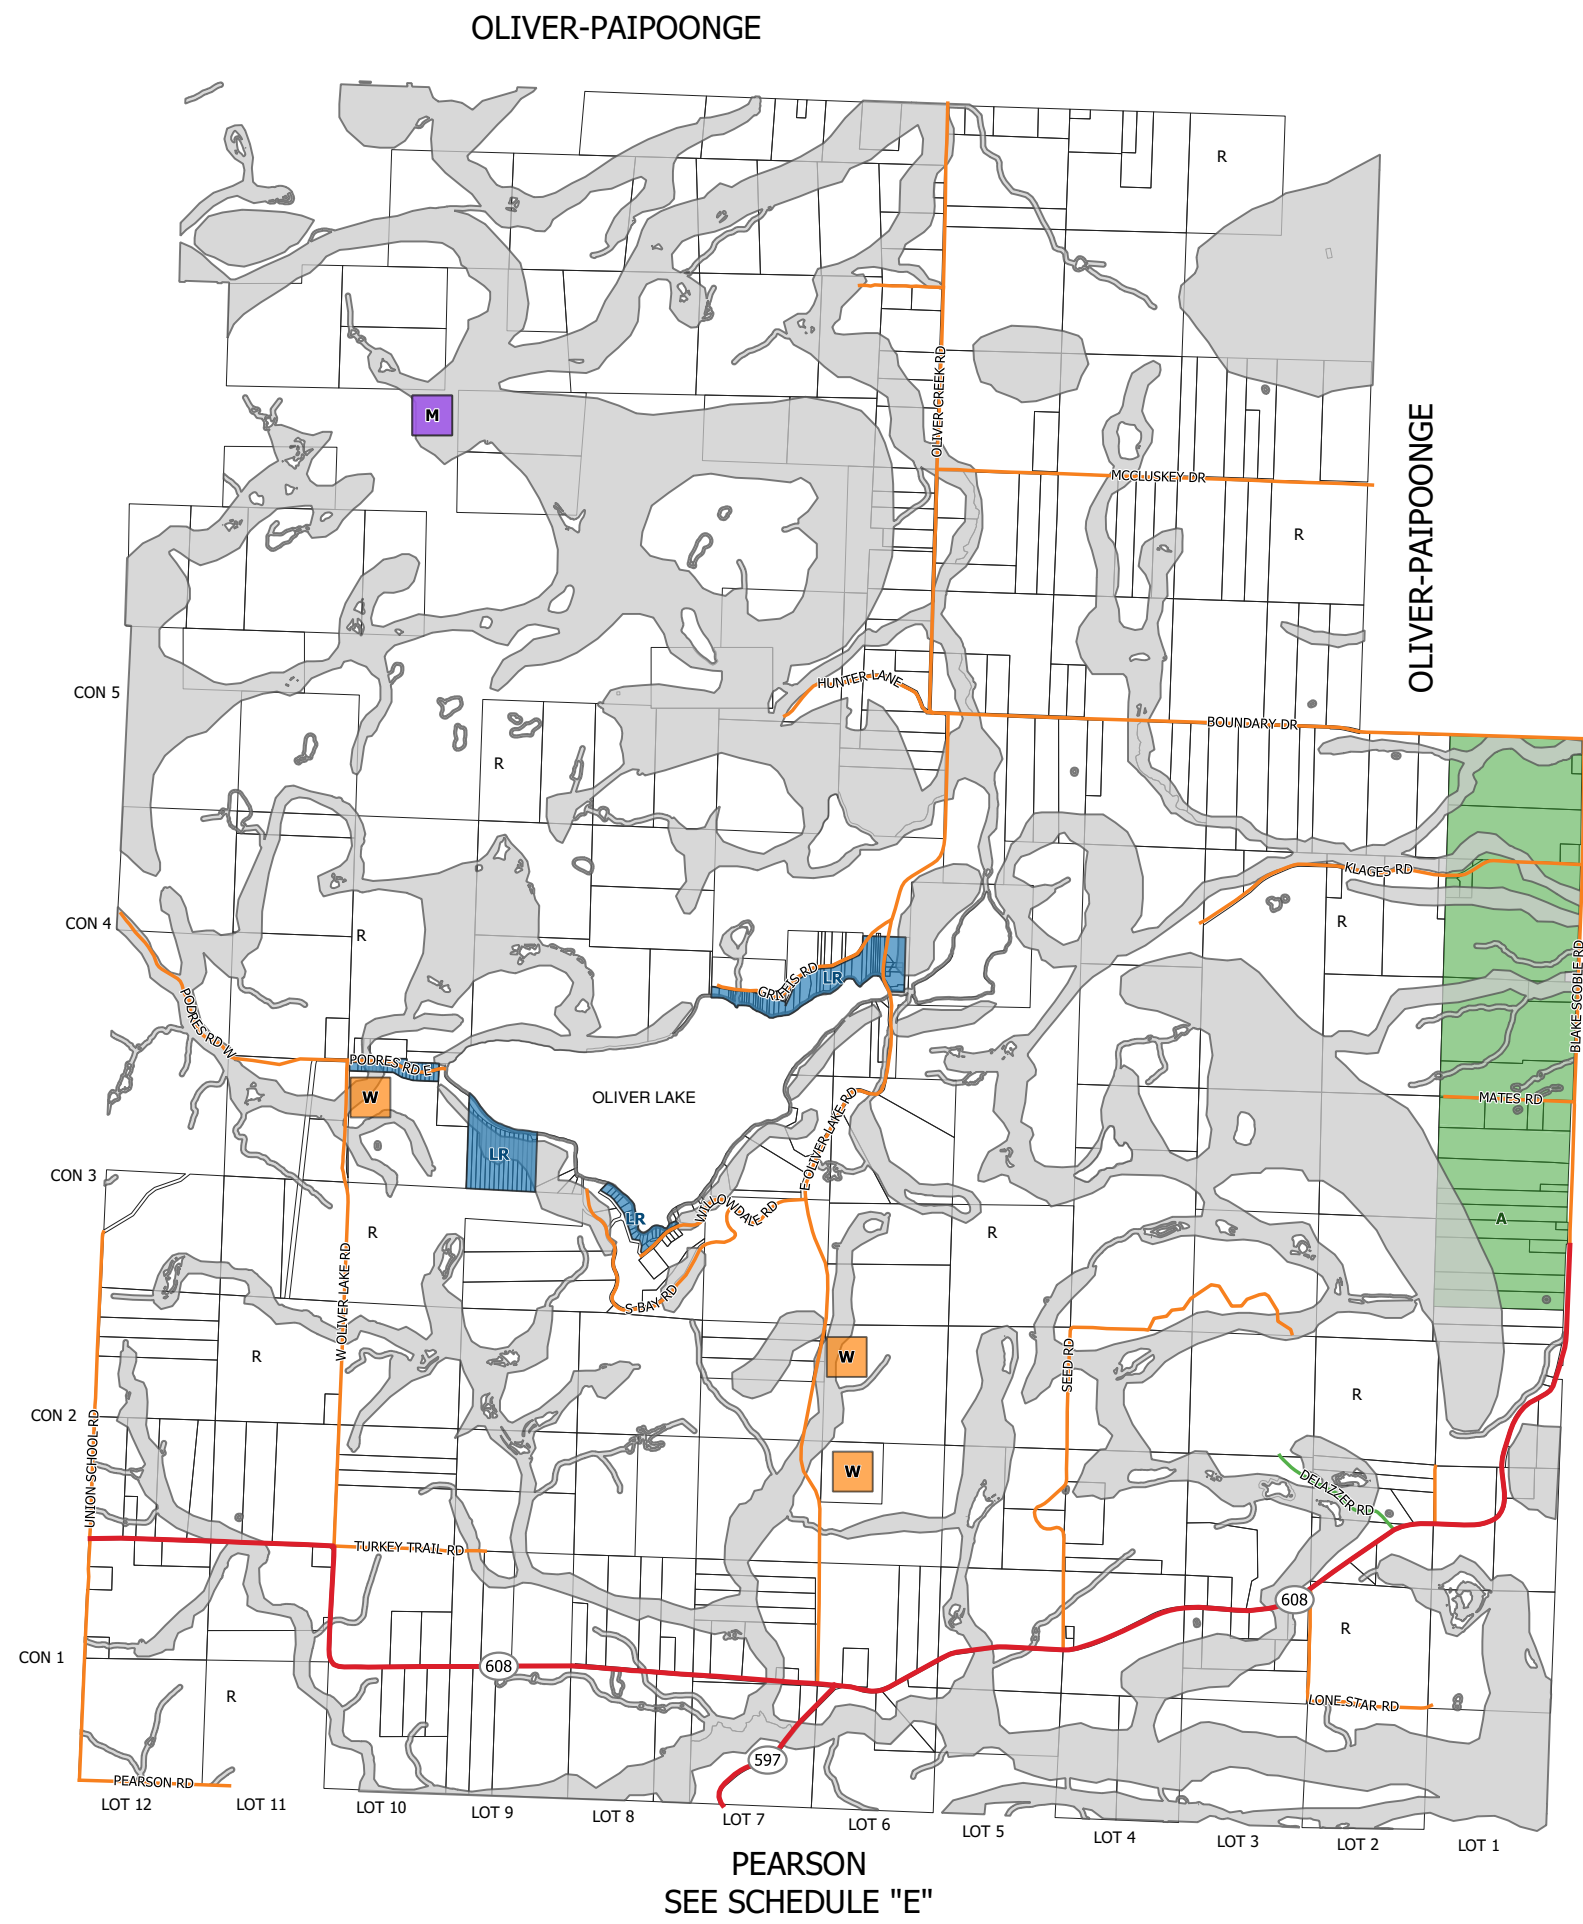 OLIVER-PAIPOONGE
R
OLIVER CREEK RD
M
OLIVER-PAIPOONGE
MCCLUSKEY DR
R
CON 5
HUNTER LANE
BOUNDARY DR
R
KLAGES RD
CON 4
R
R
GRIFFIS RD
LR
BLAKE SCOBLE RD
PODRES RD W
PODRES RD E
W
OLIVER LAKE
MATES RD
E OLIVER LAKE RD
LR
CON 3
LR
WILLOWDALE RD
R
R
A
W OLIVER LAKE RD
S BAY RD
R
W
SEED RD
R
CON 2
UNION SCHOOL RD
W
DELAZZER RD
TURKEY TRAIL RD
608
R
CON 1
608
R
LONE STAR RD
597
PEARSON RD
LOT 12
LOT 11
LOT 10
LOT 9
LOT 8
LOT 7
LOT 6
LOT 5
LOT 4
LOT 3
LOT 2
LOT 1
PEARSON
SEE SCHEDULE "E"